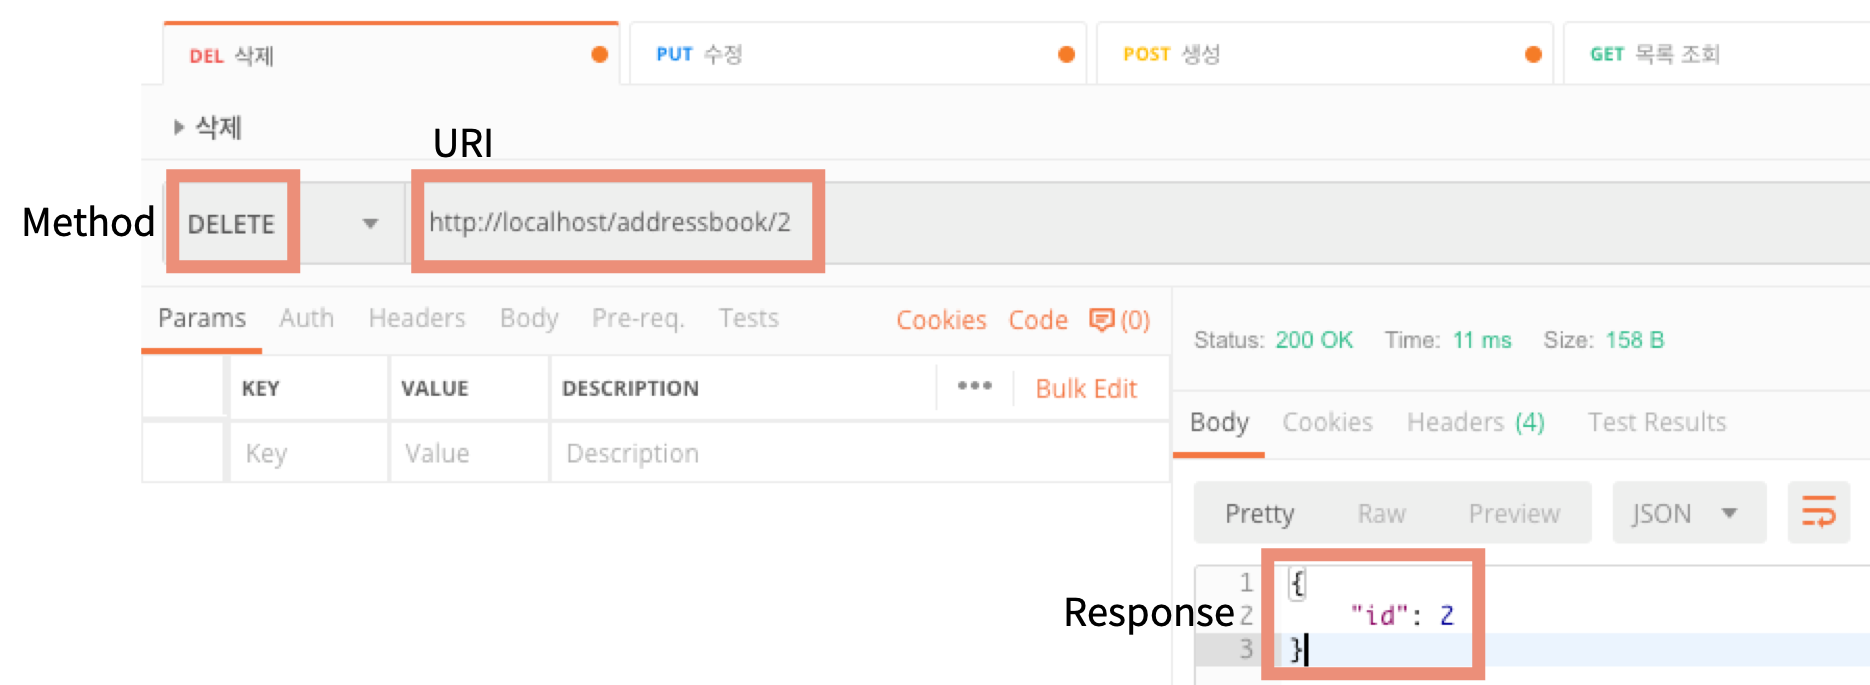 DEL 삭제
PUT 수정
POST 생성
GET 목록 조회
삭제
URI
Method
DELETE
http://localhost/addressbook/2
Params Auth Headers Body Pre-req. Tests Cookies Code (0)
KEY VALUE DESCRIPTION ••• Bulk Edit
Key Value Description
Status: 200 OK Time: 11 ms Size: 158 B
Body Cookies Headers (4) Test Results
Pretty Raw Preview JSON
Response
1 {
2 "id": 2
3 }